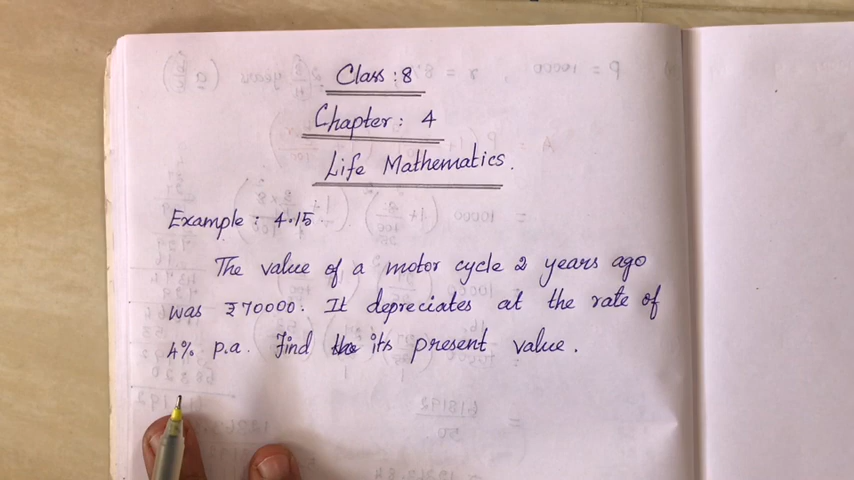 Class : 8
Chapter : 4
Life Mathematics.
Example : 4.15.
The value of a motor cycle 2 years ago
was ₹70000. It depreciates at the rate of
4% p.a. Find its present value.